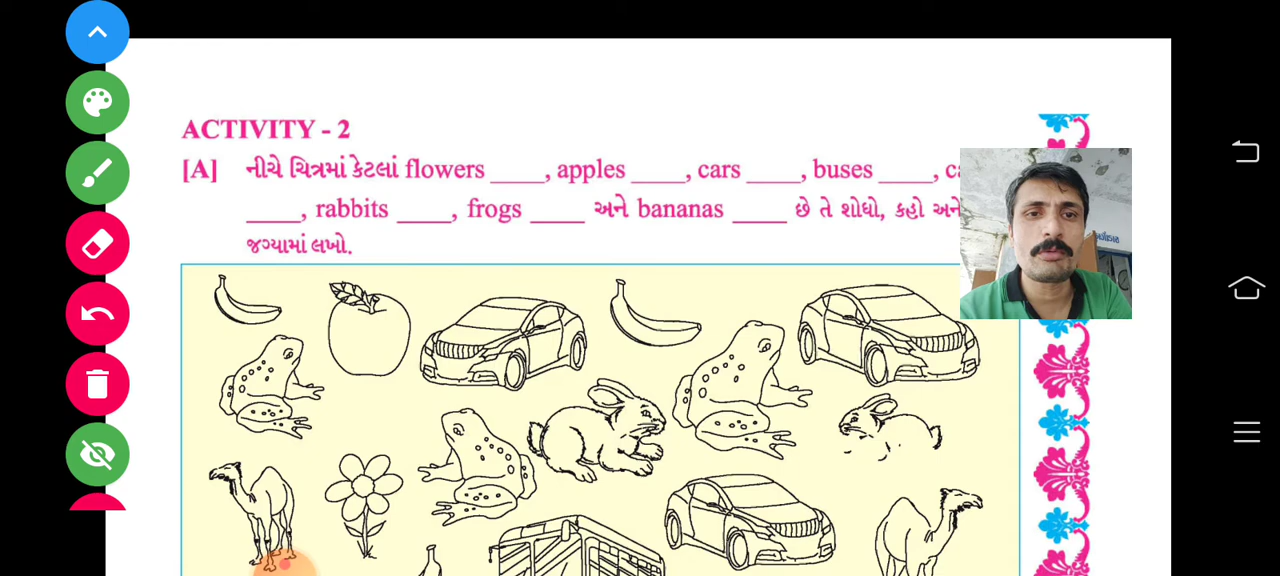 ACTIVITY - 2
[A] નીચે ચિત્રમાં કેટલાં flowers ____, apples ____, cars ____, buses ____,
____, rabbits ____, frogs ____ અને bananas ____ છે તે શોધો, કહો અને
જગ્યામાં લખો.